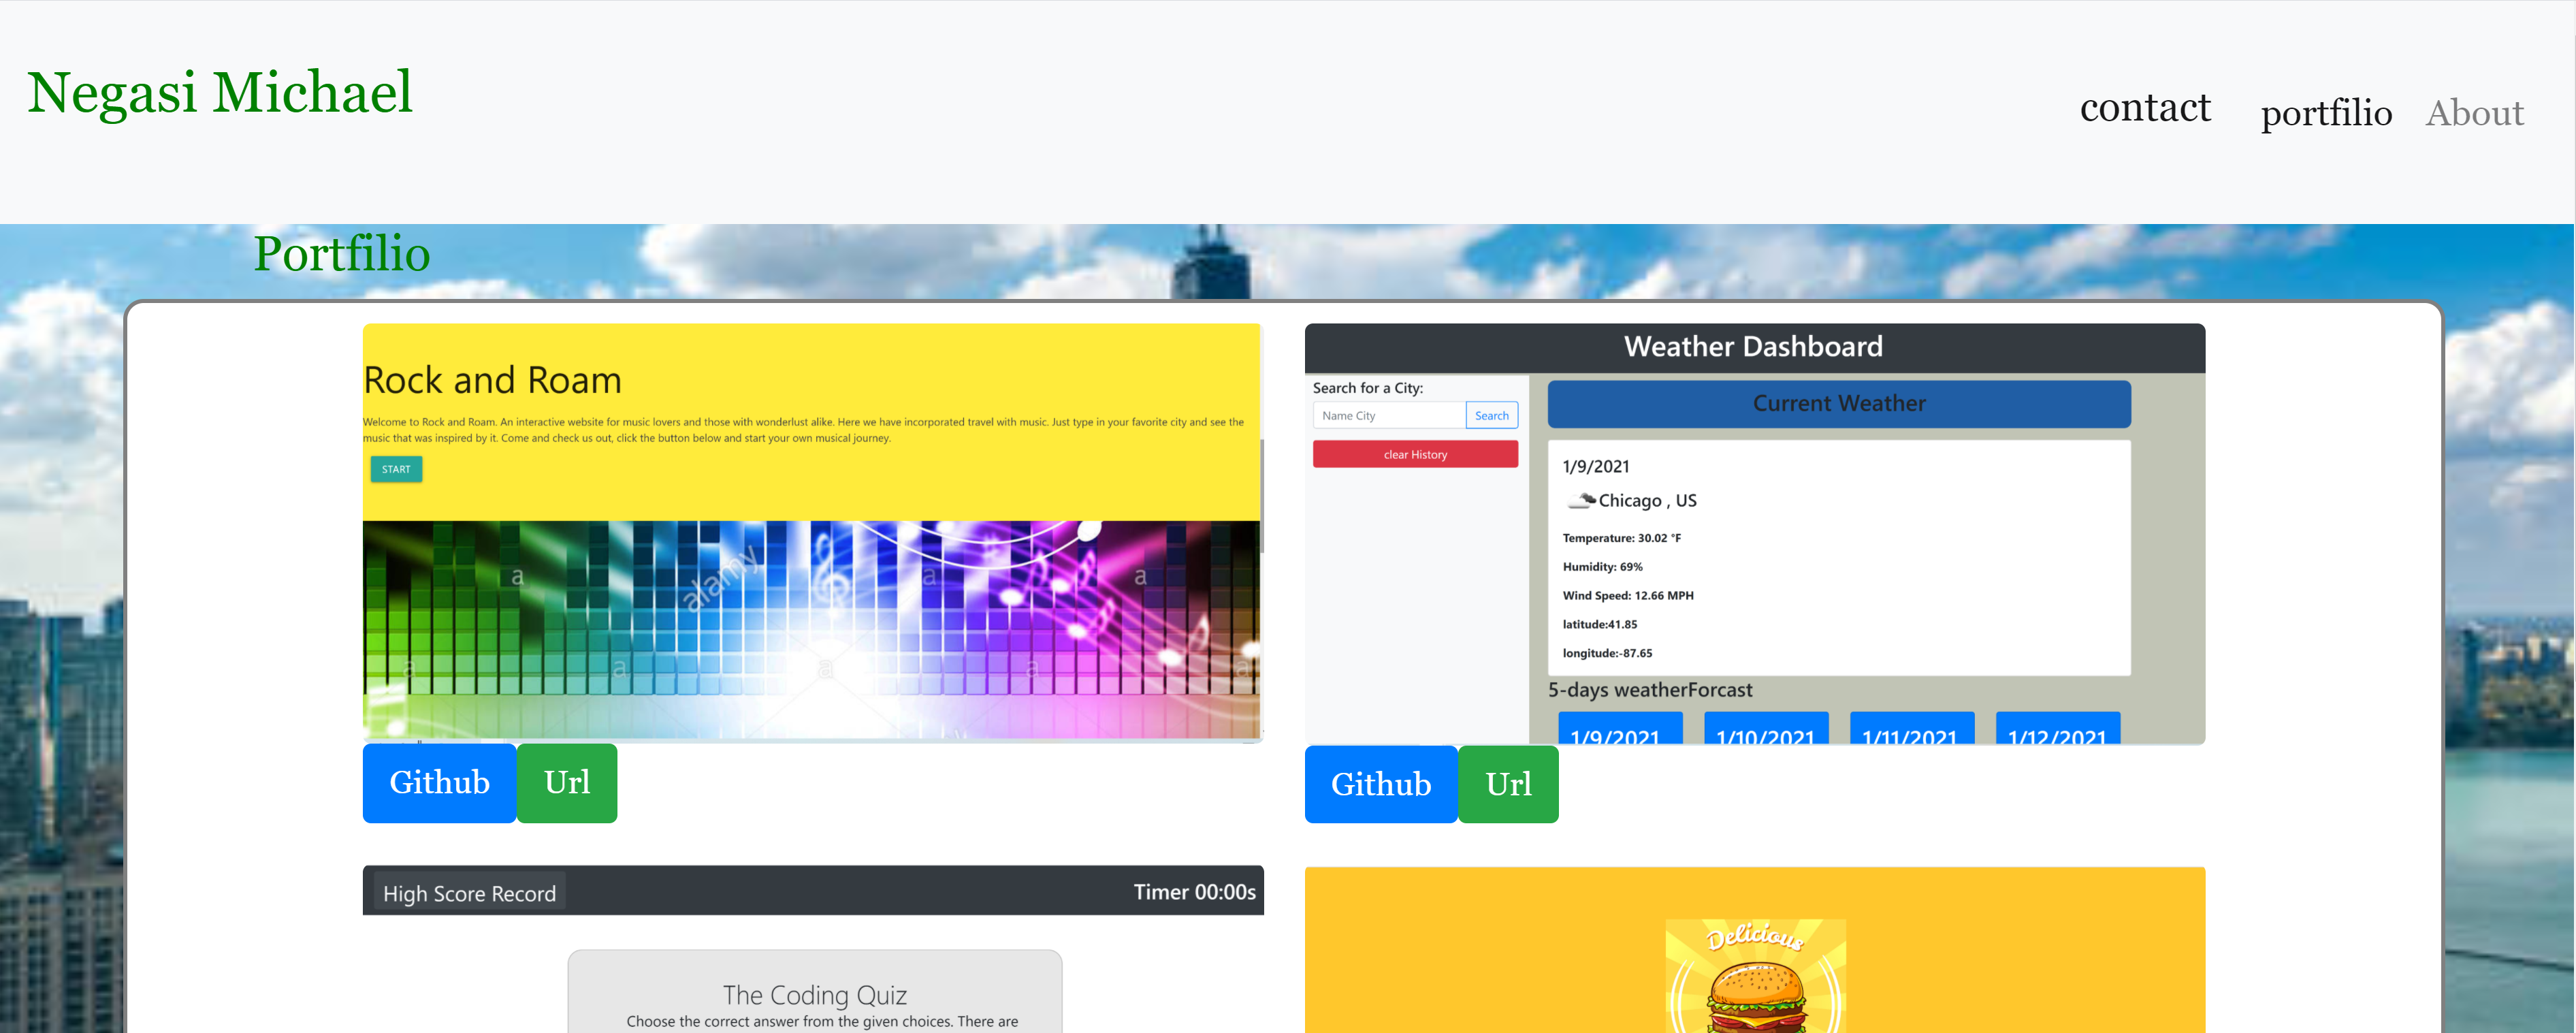 Negasi Michael
contact portfilio About
Portfilio
Rock and Roam
Welcome to Rock and Roam. An interactive website for music lovers and those with wonderlust alike. Here we have incorporated travel with music. Just type in your favorite city and see the
music that was inspired by it. Come and check us out, click the button below and start your own musical journey.
START
a alamy a a
a a a a a
Github Url
Weather Dashboard
Search for a City:
Name City Search
clear History
Current Weather
1/9/2021
Chicago , US
Temperature: 30.02 °F
Humidity: 69%
Wind Speed: 12.66 MPH
latitude:41.85
longitude:-87.65
5-days weatherForcast
1/9/2021 1/10/2021 1/11/2021 1/12/2021
Github Url
High Score Record Timer 00:00s
The Coding Quiz
Choose the correct answer from the given choices. There are
Delicious